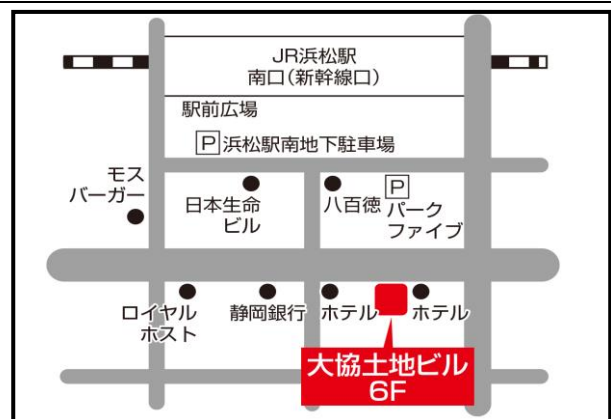 JR浜松駅
南口(新幹線口)
駅前広場
P 浜松駅南地下駐車場
モス
バーガー
日本生命
ビル
八百徳
P
パーク
ファイブ
ロイヤル
ホスト
静岡銀行
ホテル
ホテル
大協土地ビル
6F